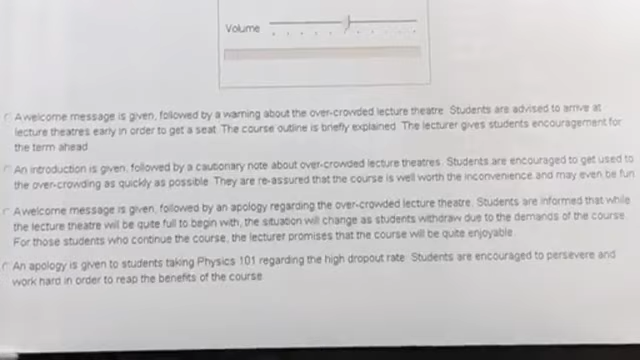 Volume
A welcome message is given, followed by a warning about the over-crowded lecture theatre. Students are advised to arrive at
lecture theatres early in order to get a seat. The course outline is briefly explained. The lecturer gives students encouragement for
the term ahead.
An introduction is given, followed by a cautionary note about over-crowded lecture theatres. Students are encouraged to get used to
the over-crowding as quickly as possible. They are re-assured that the course is well worth the inconvenience and may even be fun.
A welcome message is given, followed by an apology regarding the over-crowded lecture theatre. Students are informed that while
the lecture theatre will be quite full to begin with, the situation will change as students withdraw due to the demands of the course.
For those students who continue the course, the lecturer promises that the course will be quite enjoyable.
An apology is given to students taking Physics 101 regarding the high dropout rate. Students are encouraged to persevere and
work hard in order to reap the benefits of the course.